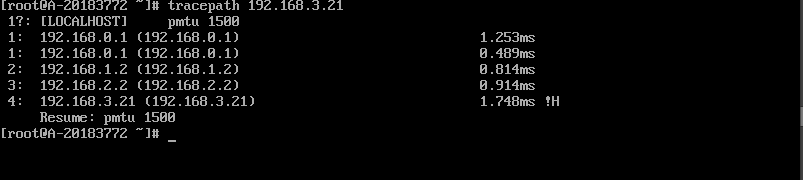 [root@A-20183772 ~]# tracepath 192.168.3.21
1?: [LOCALHOST] pmtu 1500
1: 192.168.0.1 (192.168.0.1) 1.253ms
1: 192.168.0.1 (192.168.0.1) 0.489ms
2: 192.168.1.2 (192.168.1.2) 0.814ms
3: 192.168.2.2 (192.168.2.2) 0.914ms
4: 192.168.3.21 (192.168.3.21) 1.748ms !H
Resume: pmtu 1500
[root@A-20183772 ~]# _